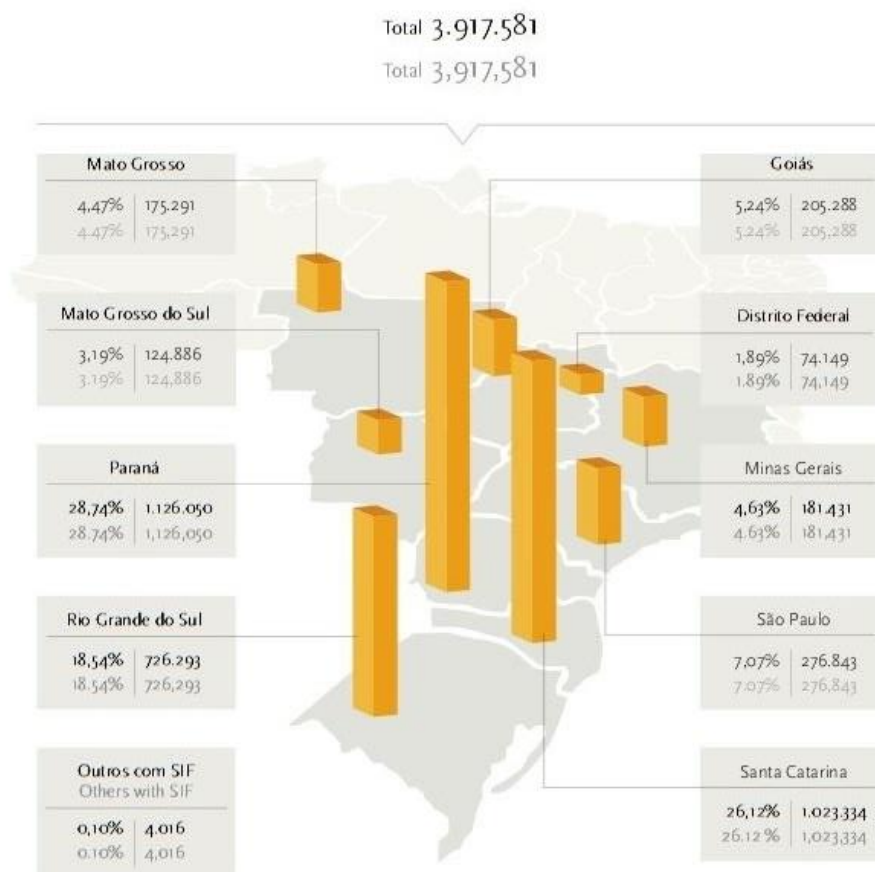 Total 3.917.581
Total 3,917,581
Mato Grosso
4,47% 175.291
4.47% 175,291
Mato Grosso do Sul
3,19% 124.886
3.19% 124,886
Paraná
28,74% 1.126.050
28.74% 1,126,050
Rio Grande do Sul
18,54% 726.293
18.54% 726,293
Outros com SIF
Others with SIF
0,10% 4.016
0.10% 4,016
Goiás
5,24% 205.288
5.24% 205,288
Distrito Federal
1,89% 74.149
1.89% 74,149
Minas Gerais
4,63% 181.431
4.63% 181,431
São Paulo
7,07% 276.843
7.07% 276,843
Santa Catarina
26,12% 1.023.334
26.12 % 1,023,334